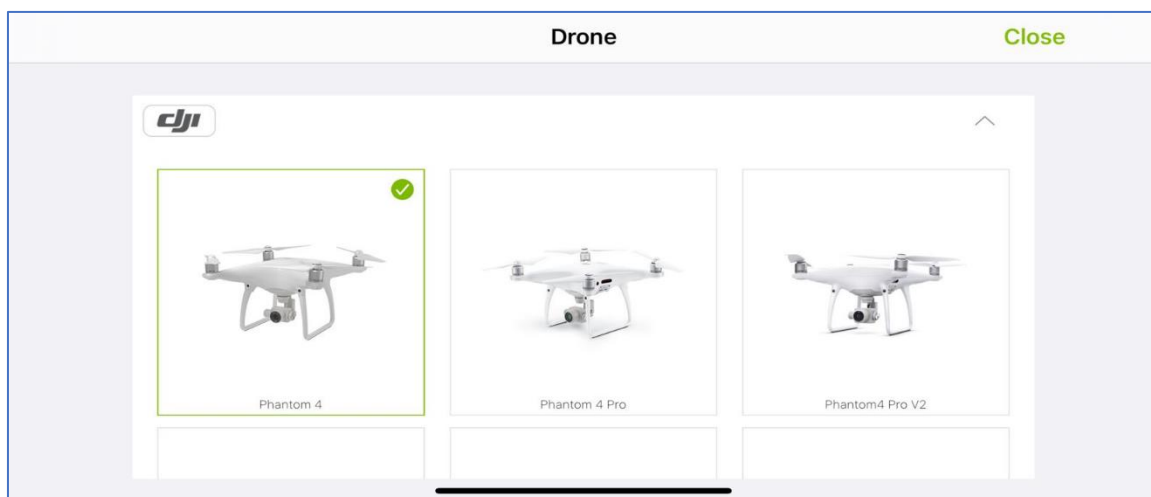 Drone
Close
dji
Phantom 4
Phantom 4 Pro
Phantom4 Pro V2